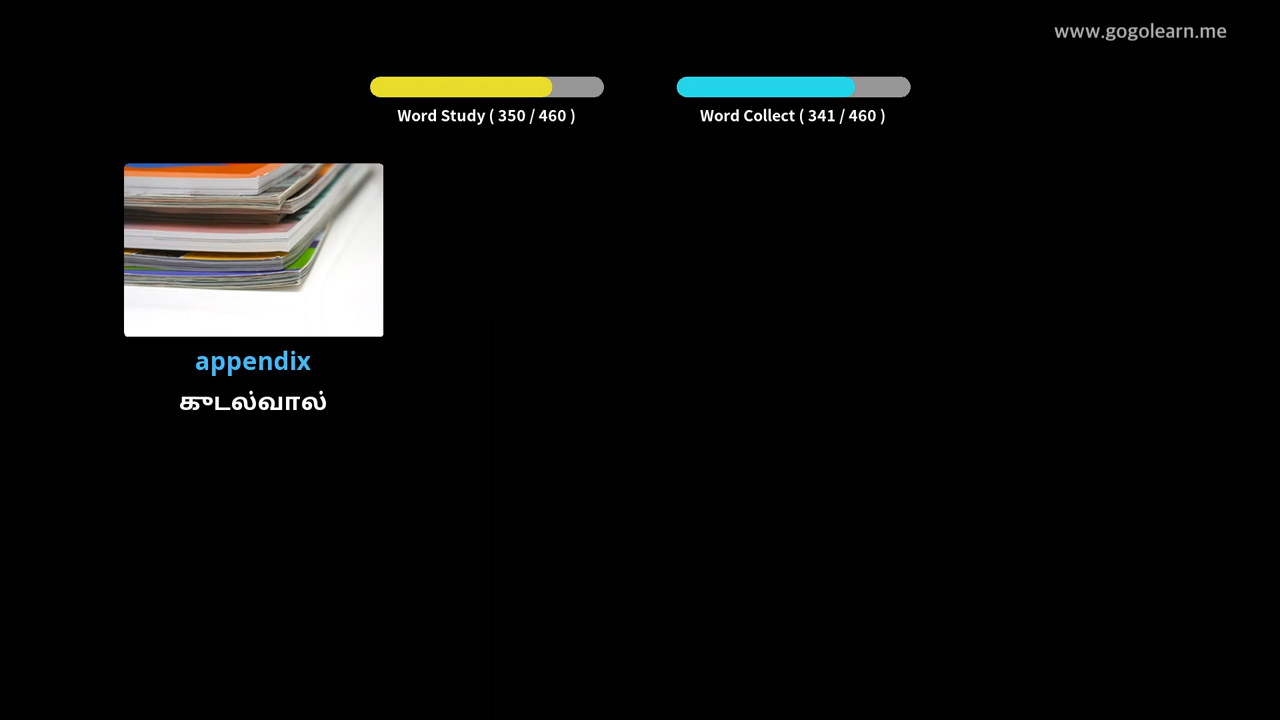 www.gogolearn.me
Word Study ( 350 / 460 )
Word Collect ( 341 / 460 )
appendix
குடல்வால்